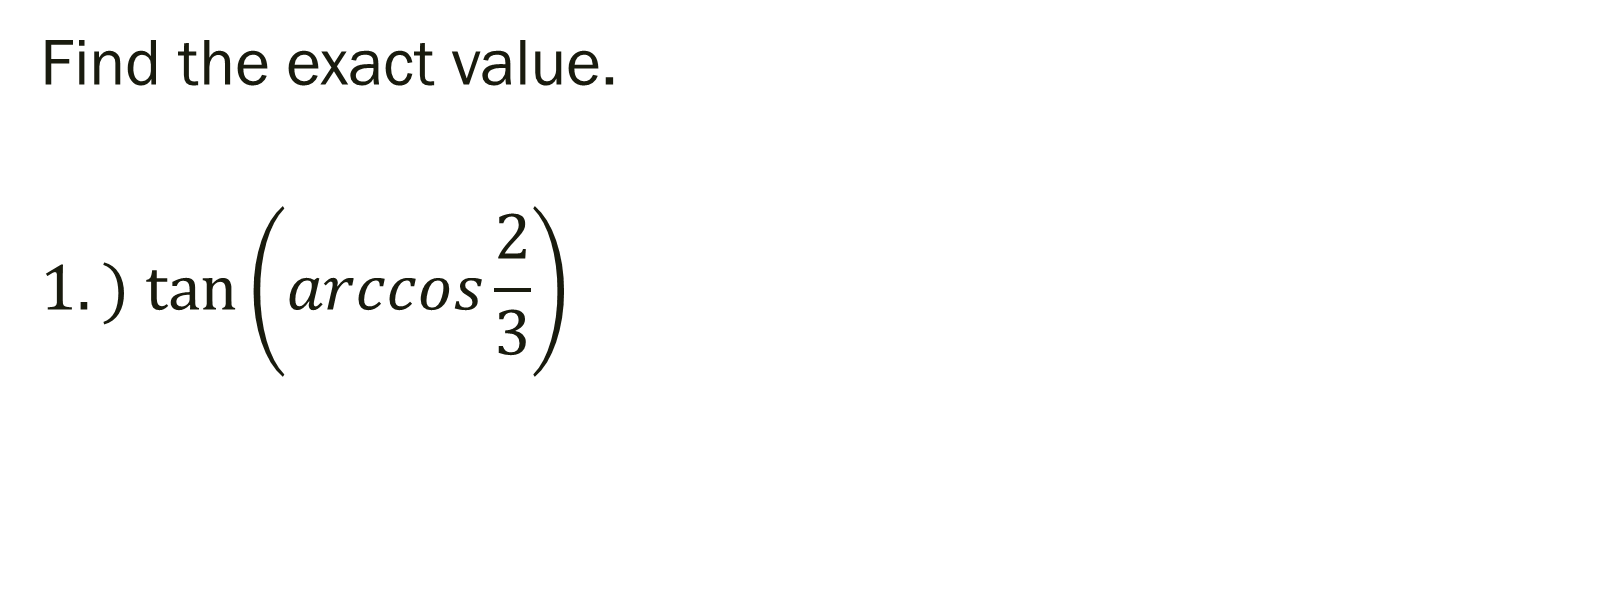 Find the exact value.
1.) tan(arccos 2/3)